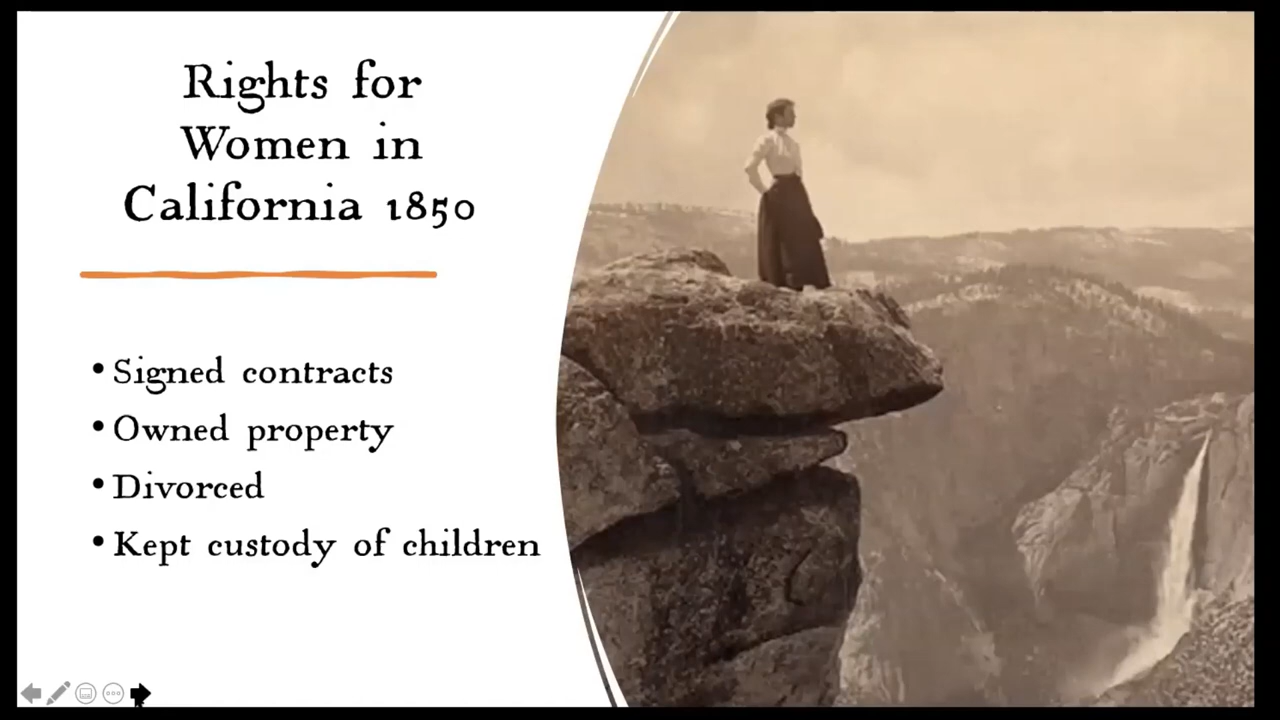 Rights for
Women in
California 1850
• Signed contracts
• Owned property
• Divorced
• Kept custody of children